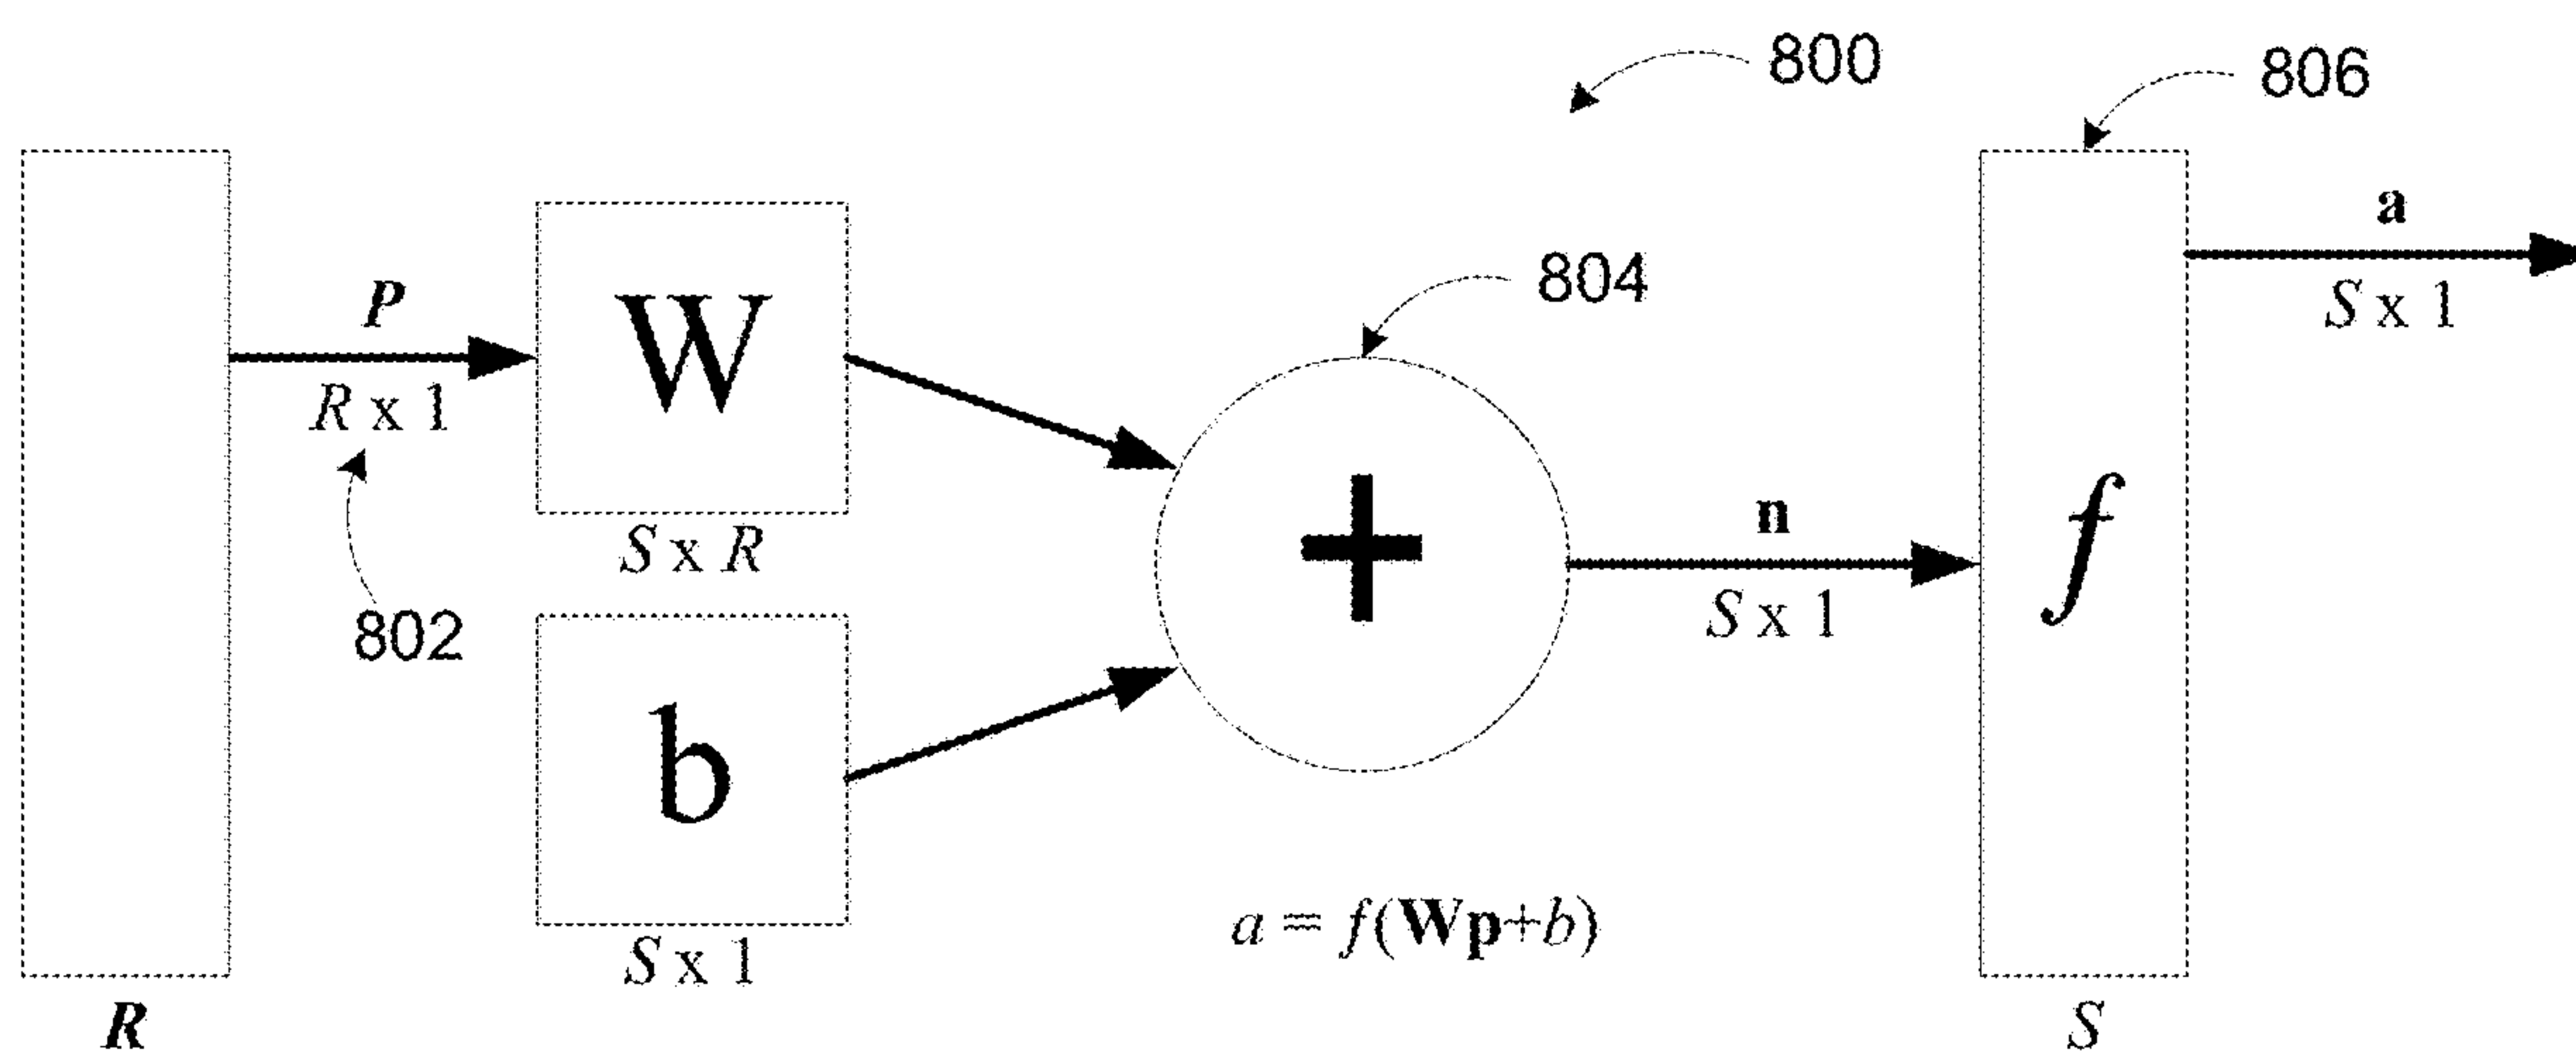 800
806
a
S x 1
804
P
R x 1
W
S x R
802
+
n
S x 1
f
b
S x 1
a = f(Wp+b)
R
S